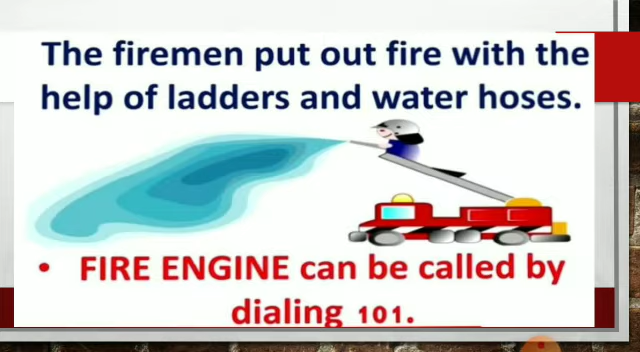 The firemen put out fire with the
help of ladders and water hoses.
• FIRE ENGINE can be called by
dialing 101.